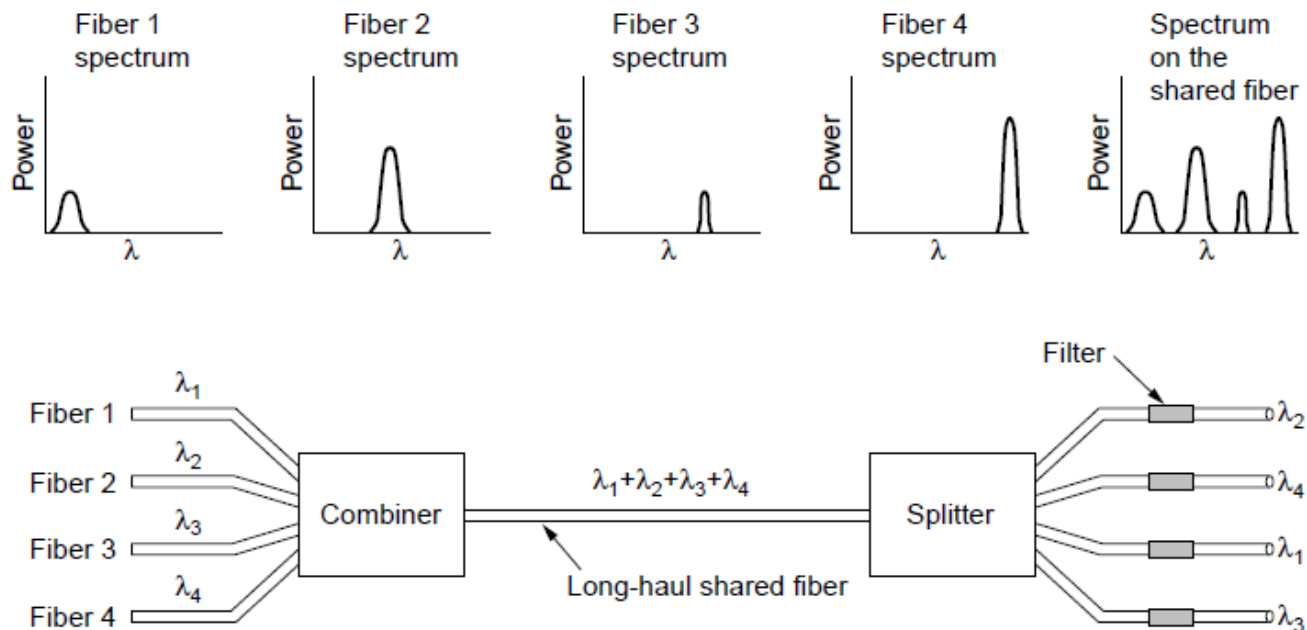 Fiber 1
spectrum
Power
λ
Fiber 2
spectrum
Power
λ
Fiber 3
spectrum
Power
λ
Fiber 4
spectrum
Power
λ
Spectrum
on the
shared fiber
Power
λ
Filter
Fiber 1
λ1
Fiber 2
λ2
Fiber 3
λ3
Fiber 4
λ4
Combiner
λ1+λ2+λ3+λ4
Long-haul shared fiber
Splitter
λ2
λ4
λ1
λ3